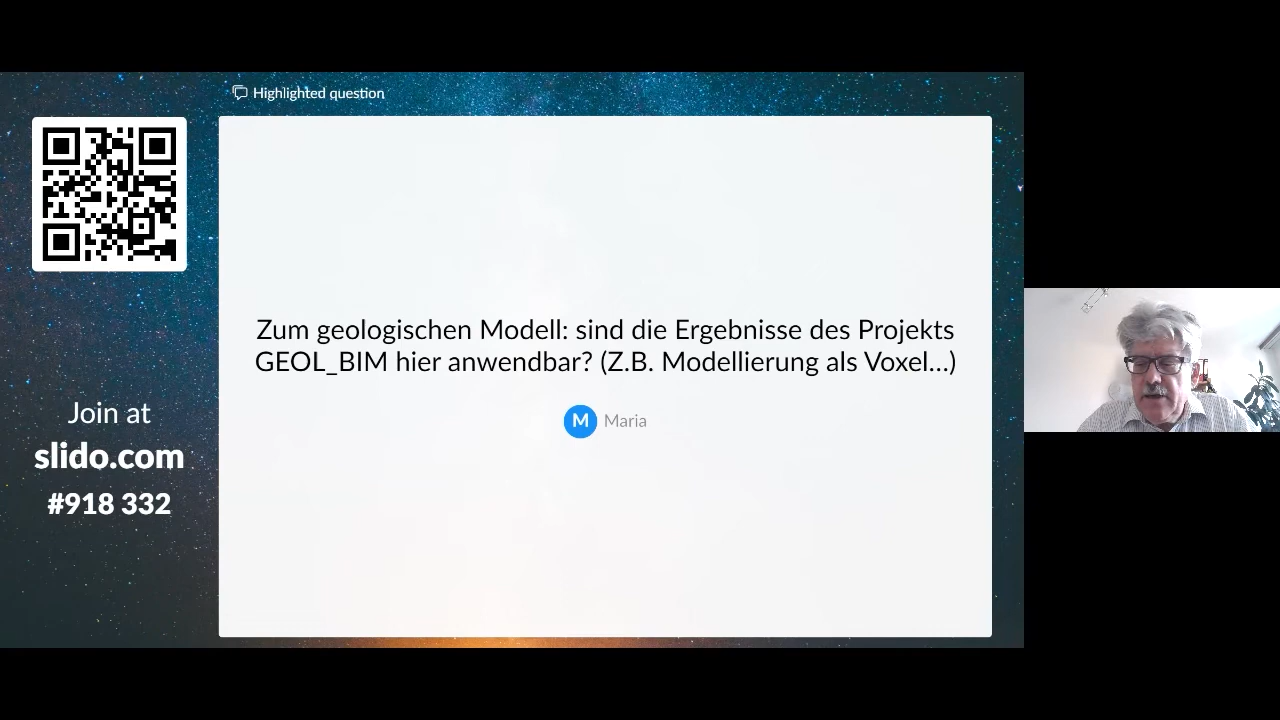 Highlighted question
Zum geologischen Modell: sind die Ergebnisse des Projekts
GEOL_BIM hier anwendbar? (Z.B. Modellierung als Voxel...)
M Maria
Join at
slido.com
#918 332